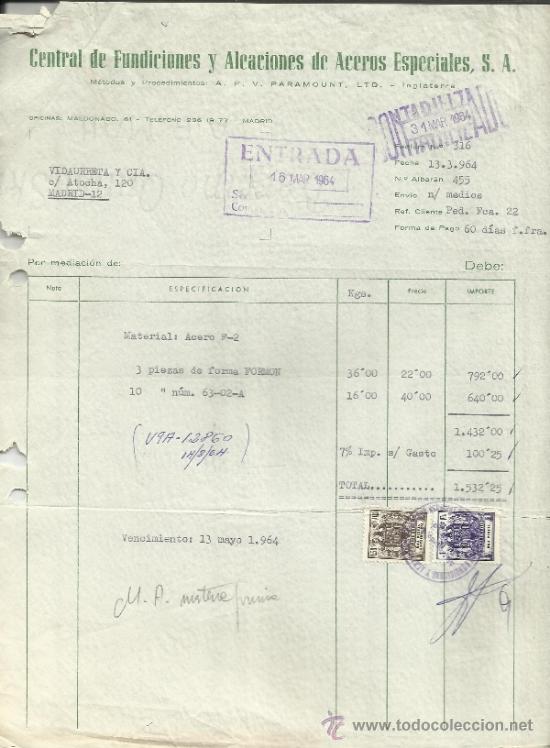 Central de Fundiciones y Aleaciones de Aceros Especiales, S. A.
Métodos y Procedimientos: A. P. V. PARAMOUNT, LTD. - Inglaterra
OFICINAS: MALDONADO, 61 - TELEFONO 296 19 77 MADRID
CONTABILIZADO
31 MAR 1964
ENTRADA
16 MAR 1964
VIDAURRETA Y CIA.
c/ Atocha, 120
MADRID-12
316
Fecha 13.3.964
N.º Albarán 455
Envío n/ medios
Ref. Cliente Ped. Fca. 22
Forma de Pago 60 días f.fra.
Por mediación de: Debe:
Nota ESPECIFICACION Kgs. Precio IMPORTE
Material: Acero F-2
3 piezas de forma FORMON 36'00 22'00 792'00
10 " núm. 63-02-A 16'00 40'00 640'00
1.432'00
(V9A-12860
7% Imp. s/ Gasto 100'25
TOTAL.......... 1.532'25
Vencimiento: 13 mayo 1.964
M. P.
www.todocoleccion.net